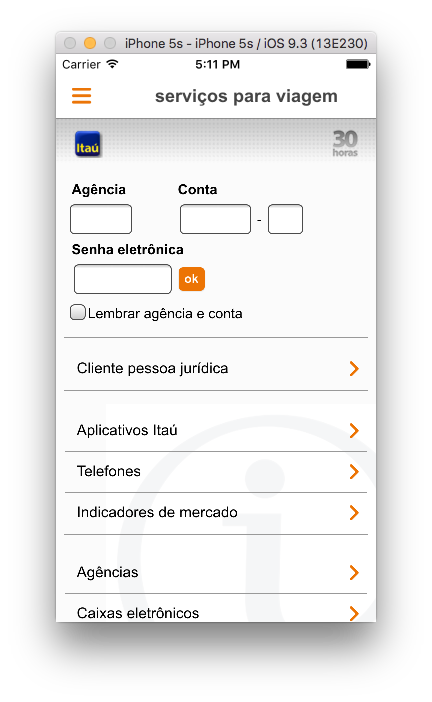 iPhone 5s - iPhone 5s / iOS 9.3 (13E230)
Carrier 5:11 PM
serviços para viagem
Itaú
30
horas
Agência Conta
-
Senha eletrônica
ok
Lembrar agência e conta
Cliente pessoa jurídica
Aplicativos Itaú
Telefones
Indicadores de mercado
Agências
Caixas eletrônicos